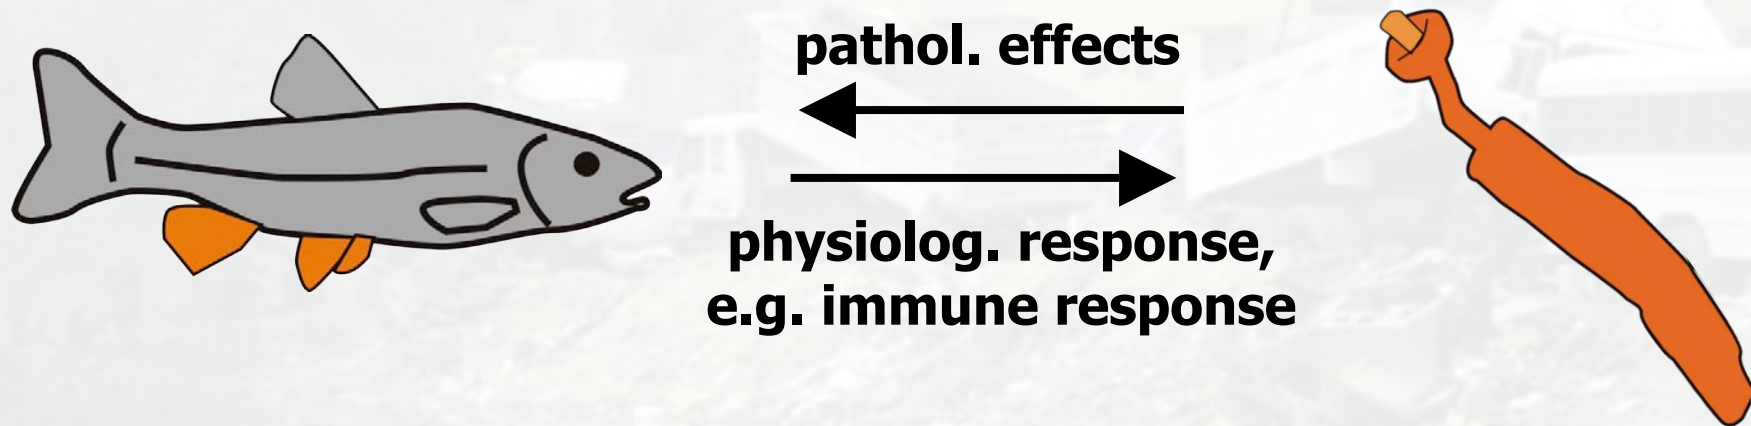 pathol. effects
physiolog. response,
e.g. immune response